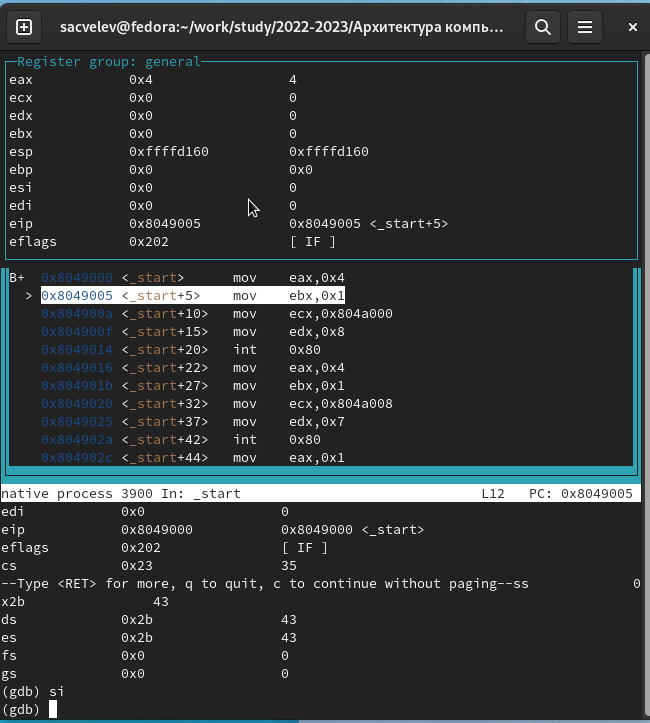 sacvelev@fedora:~/work/study/2022-2023/Архитектура компь...
Register group: general
eax 0x4 4
ecx 0x0 0
edx 0x0 0
ebx 0x0 0
esp 0xffffd160 0xffffd160
ebp 0x0 0x0
esi 0x0 0
edi 0x0 0
eip 0x8049005 0x8049005 <_start+5>
eflags 0x202 [ IF ]
B+ 0x8049000 <_start> mov eax,0x4
> 0x8049005 <_start+5> mov ebx,0x1
0x804900a <_start+10> mov ecx,0x804a000
0x804900f <_start+15> mov edx,0x8
0x8049014 <_start+20> int 0x80
0x8049016 <_start+22> mov eax,0x4
0x804901b <_start+27> mov ebx,0x1
0x8049020 <_start+32> mov ecx,0x804a008
0x8049025 <_start+37> mov edx,0x7
0x804902a <_start+42> int 0x80
0x804902c <_start+44> mov eax,0x1
native process 3900 In: _start L12 PC: 0x8049005
edi 0x0 0
eip 0x8049000 0x8049000 <_start>
eflags 0x202 [ IF ]
cs 0x23 35
--Type <RET> for more, q to quit, c to continue without paging--ss 0
x2b 43
ds 0x2b 43
es 0x2b 43
fs 0x0 0
gs 0x0 0
(gdb) si
(gdb)